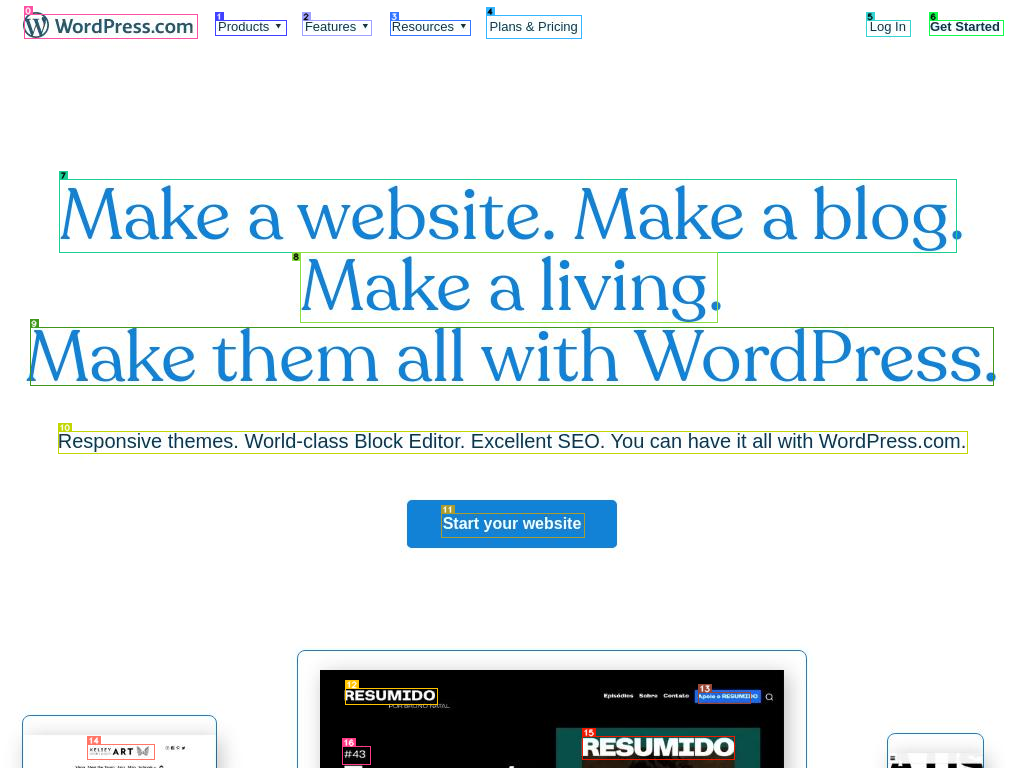 WordPress.com
Products
Features
Resources
Plans & Pricing
Log In
Get Started
Make a website. Make a blog.
Make a living.
Make them all with WordPress.
Responsive themes. World-class Block Editor. Excellent SEO. You can have it all with WordPress.com.
Start your website
RESUMIDO
POR BRUNO NATAL
Episódios Sobre Contato Apoie o RESUMIDO
KELSEY ART
RESUMIDO
#43
0
1
2
3
4
5
6
7
8
9
10
11
12
13
14
15
16